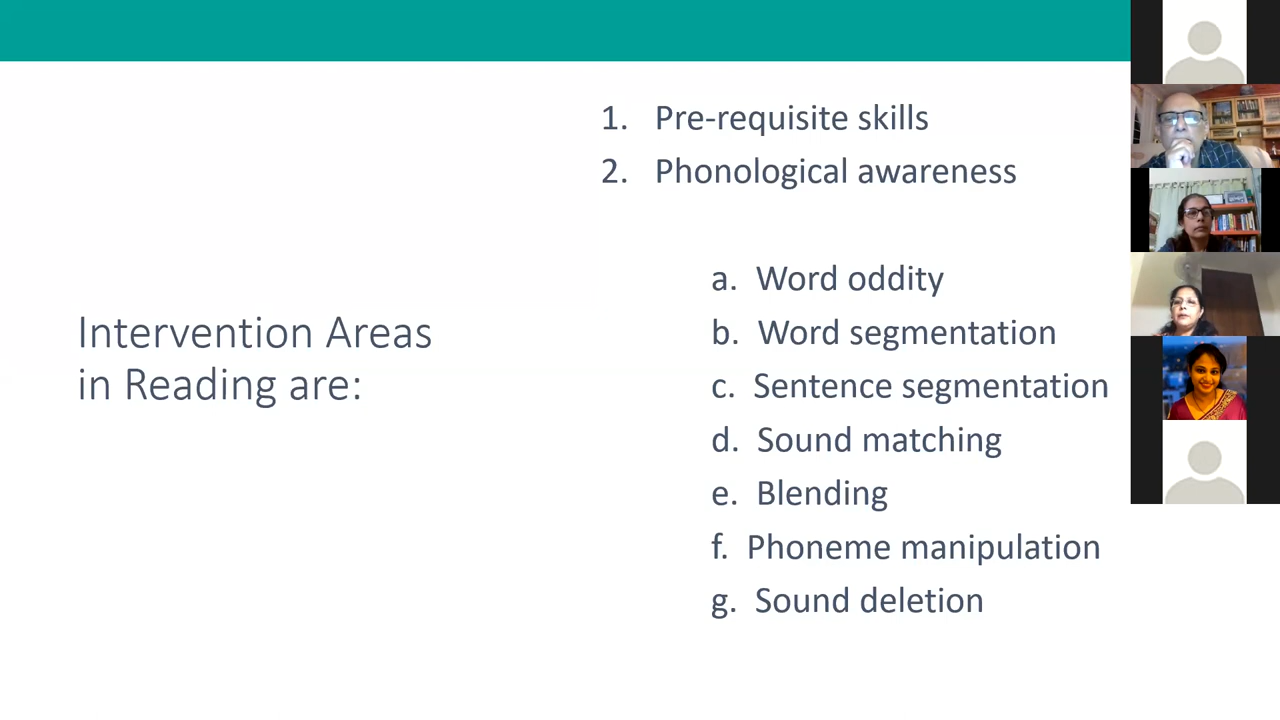 Intervention Areas
in Reading are:
1. Pre-requisite skills
2. Phonological awareness
a. Word oddity
b. Word segmentation
c. Sentence segmentation
d. Sound matching
e. Blending
f. Phoneme manipulation
g. Sound deletion